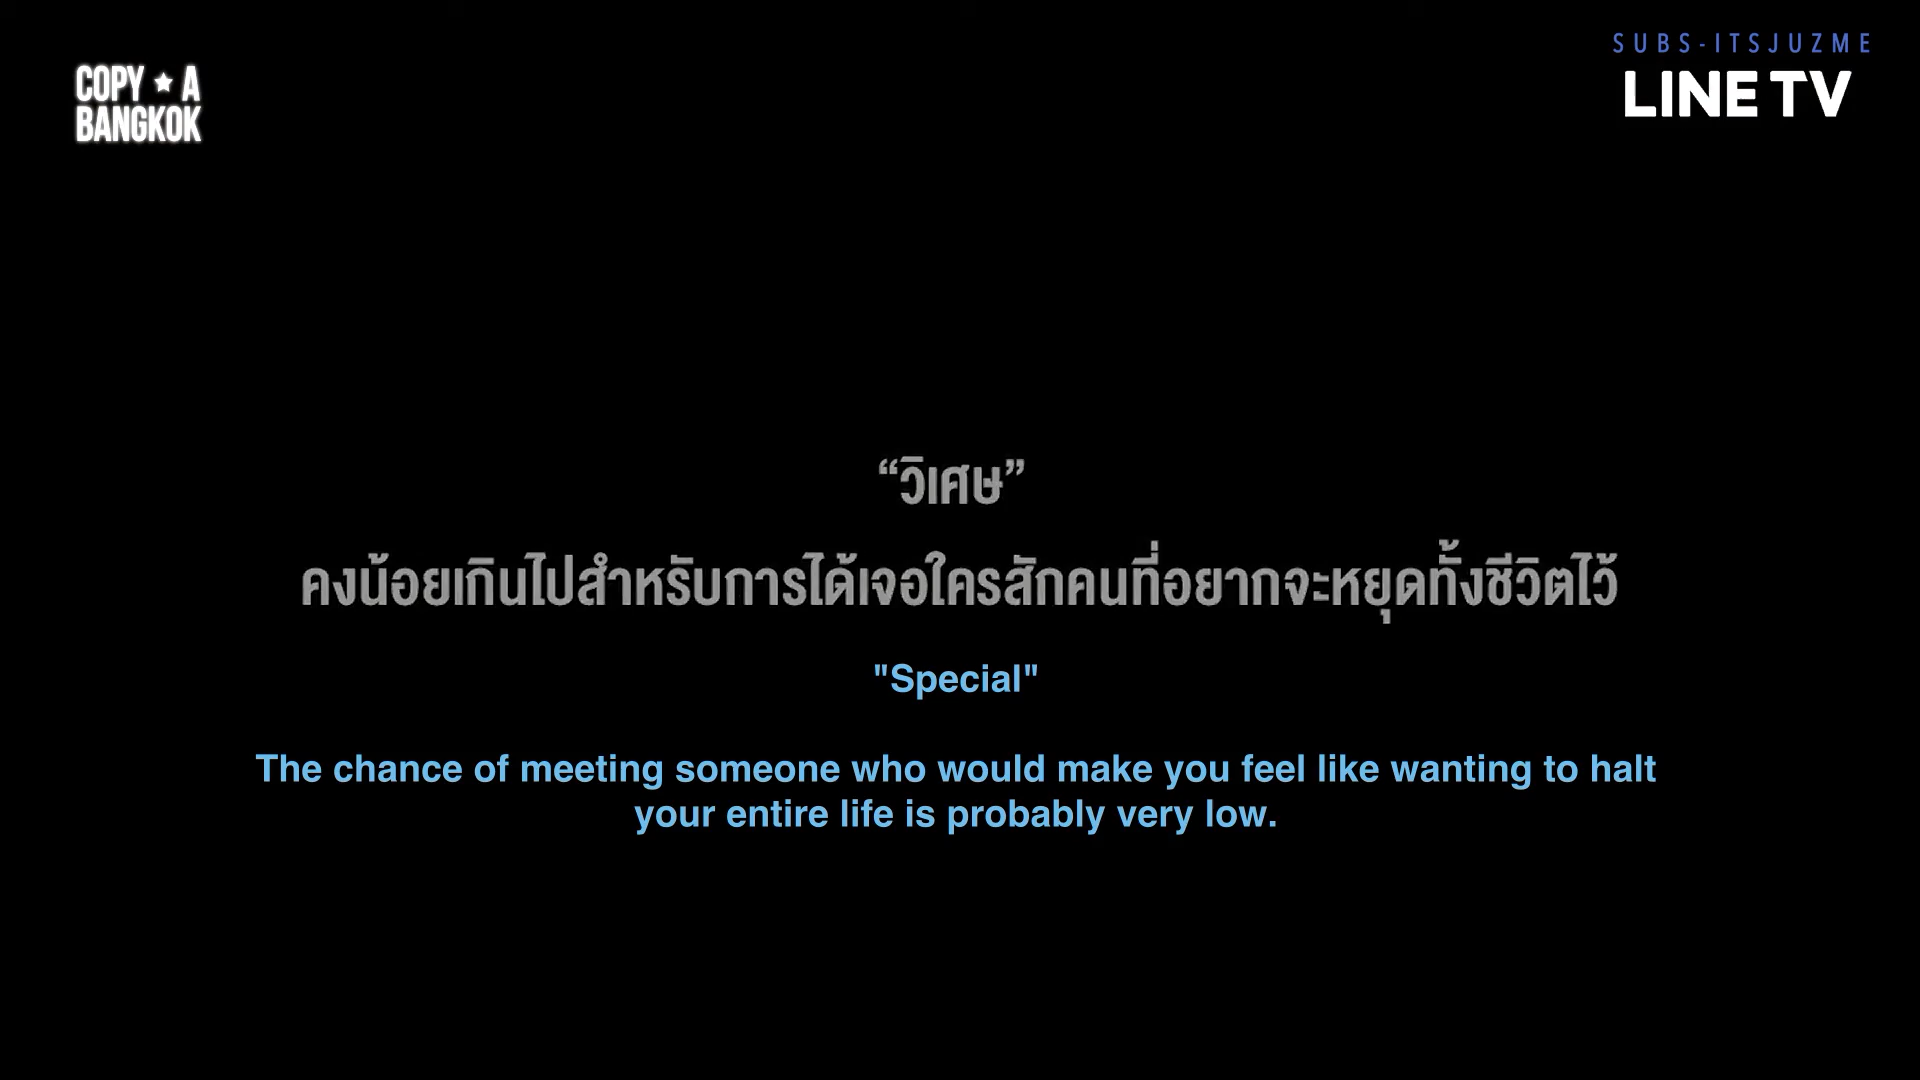 SUBS-ITSJUZME
COPY★A
BANGKOK
LINE TV
“วิเศษ”
คงน้อยเกินไปสำหรับการได้เจอใครสักคนที่อยากจะหยุดทั้งชีวิตไว้
"Special"
The chance of meeting someone who would make you feel like wanting to halt
your entire life is probably very low.